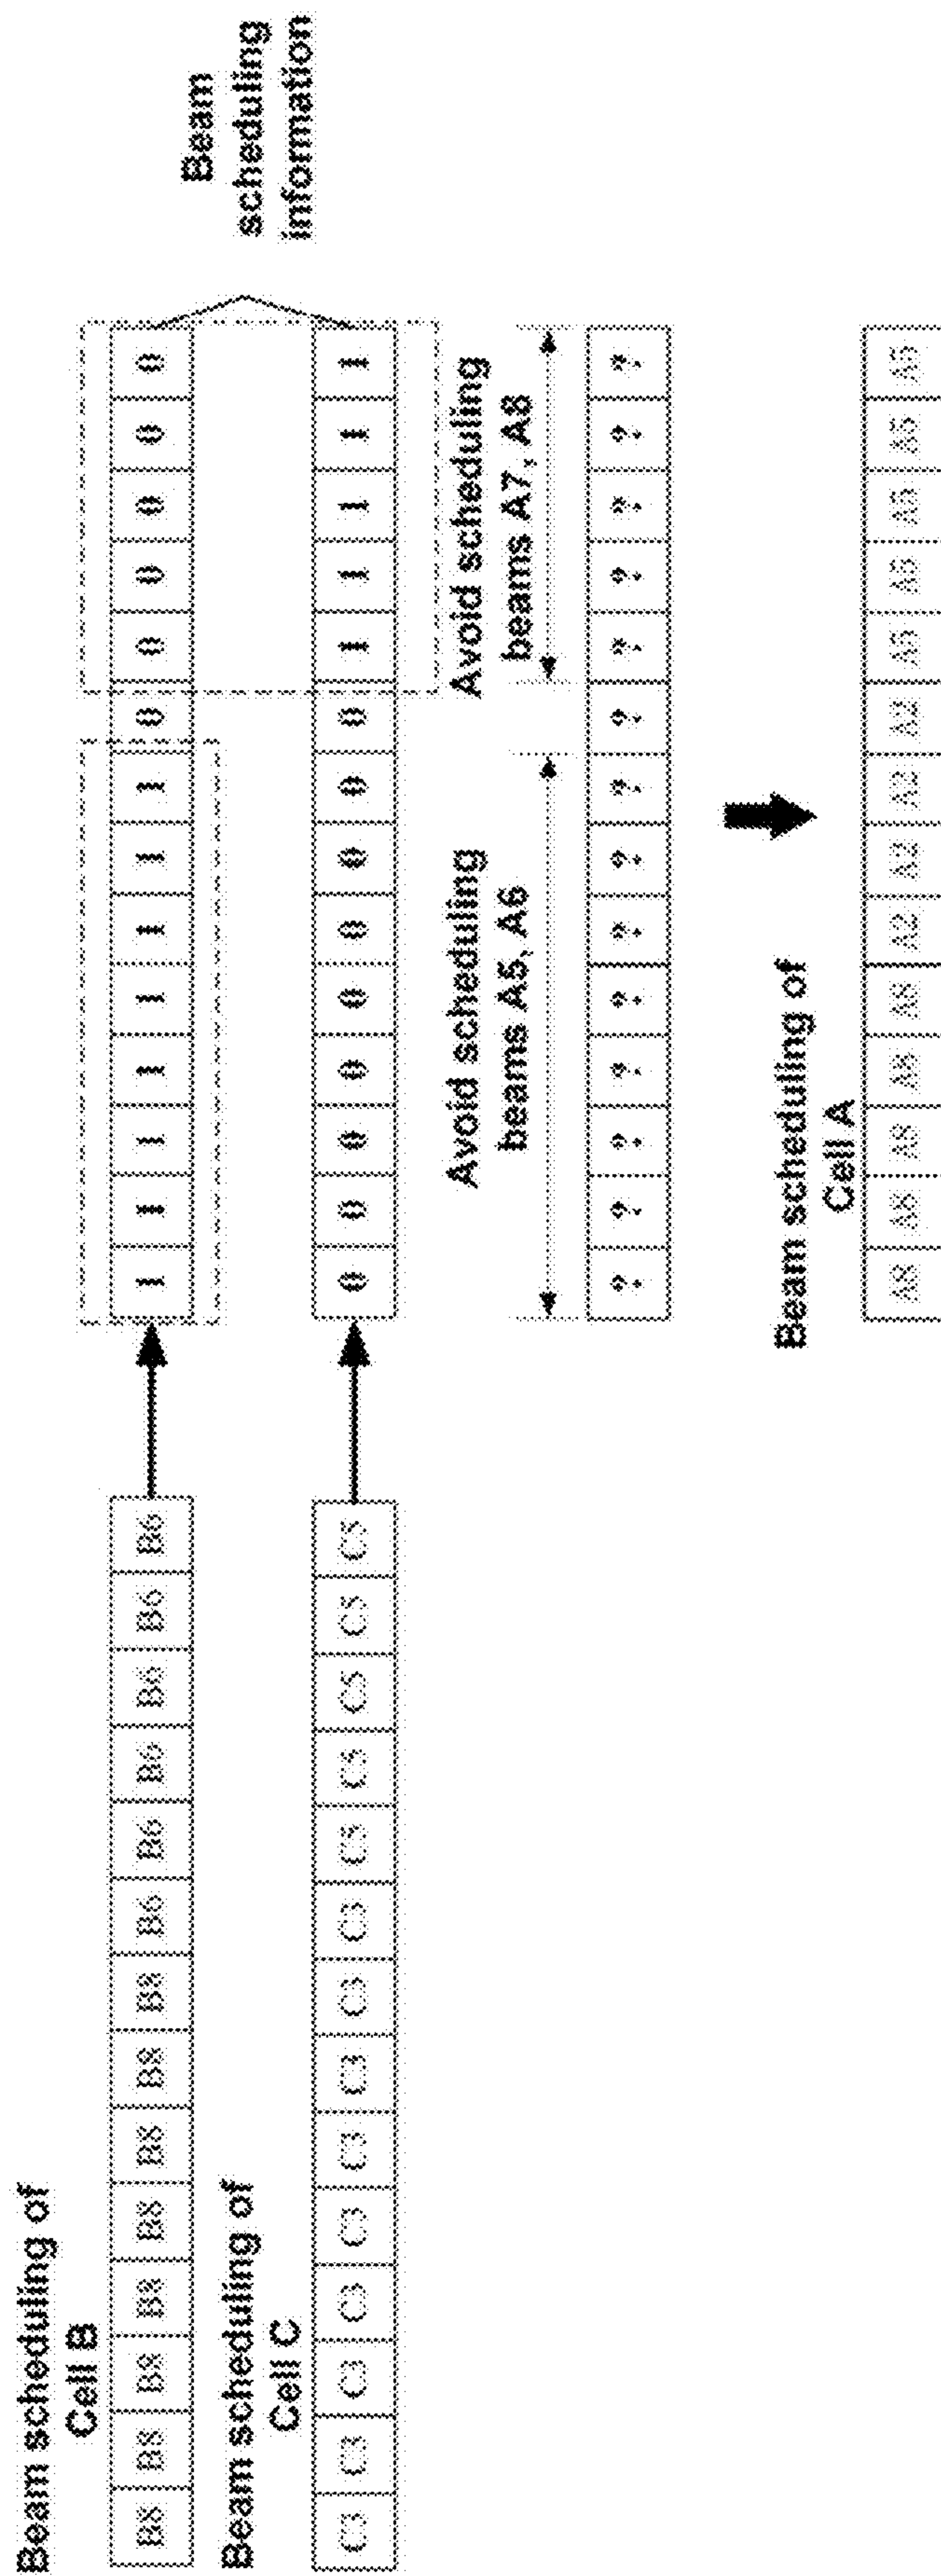 Beam scheduling of
Cell B
B8 B8 B8 B8 B8 B8 B8 B8 B6 B6 B6 B6 B6 B6
1 1 1 1 1 1 1 1 0 0 0 0 0 0
Beam
scheduling
information
Beam scheduling of
Cell C
C3 C3 C3 C3 C3 C3 C3 C3 C3 C5 C5 C5 C5 C5
0 0 0 0 0 0 0 0 0 1 1 1 1 1
Avoid scheduling
beams A5, A6
Avoid scheduling
beams A7, A8
? ? ? ? ? ? ? ? ? ? ? ? ? ?
Beam scheduling of
Cell A
A8 A8 A8 A8 A8 A2 A2 A2 A2 A5 A5 A5 A5 A5